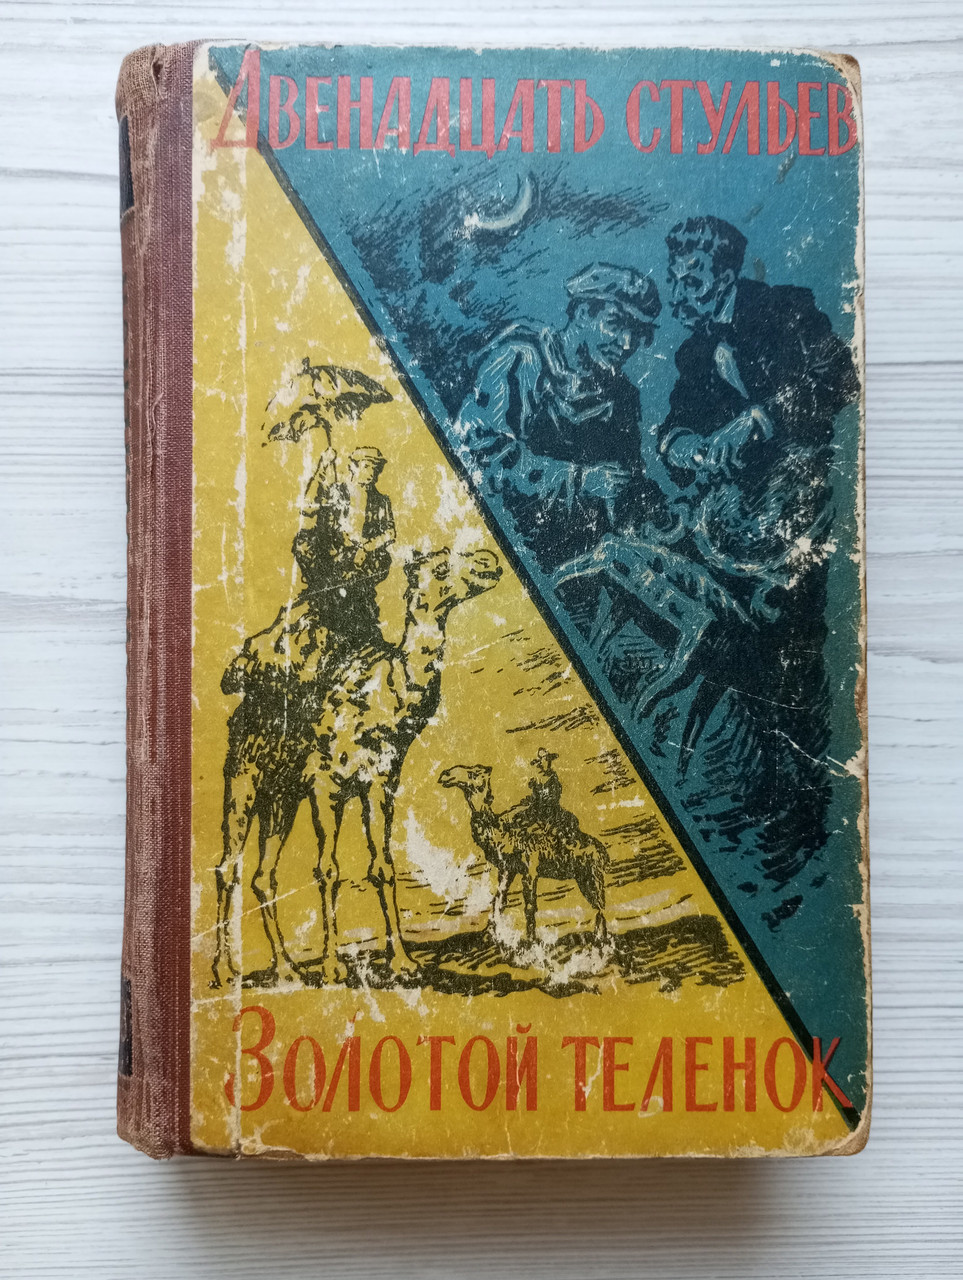 Двенадцать стульев
Золотой теленок